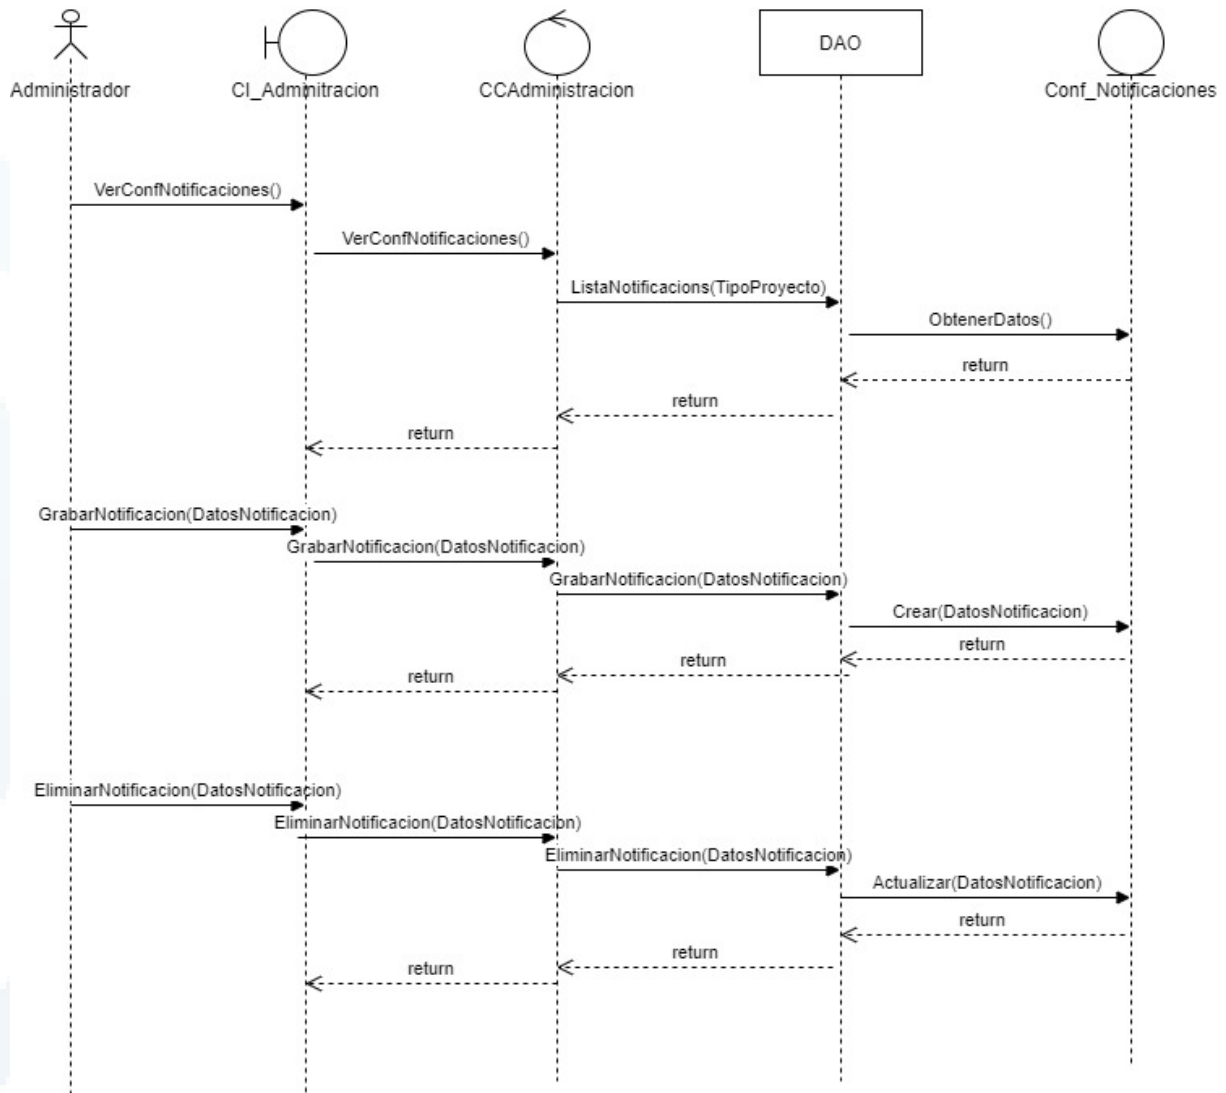 DAO
Administrador
CI_Adminitracion
CCAdministracion
Conf_Notificaciones
VerConfNotificaciones()
VerConfNotificaciones()
ListaNotificacions(TipoProyecto)
ObtenerDatos()
return
return
return
GrabarNotificacion(DatosNotificacion)
GrabarNotificacion(DatosNotificacion)
GrabarNotificacion(DatosNotificacion)
Crear(DatosNotificacion)
return
return
return
EliminarNotificacion(DatosNotificacion)
EliminarNotificacion(DatosNotificacion)
EliminarNotificacion(DatosNotificacion)
Actualizar(DatosNotificacion)
return
return
return